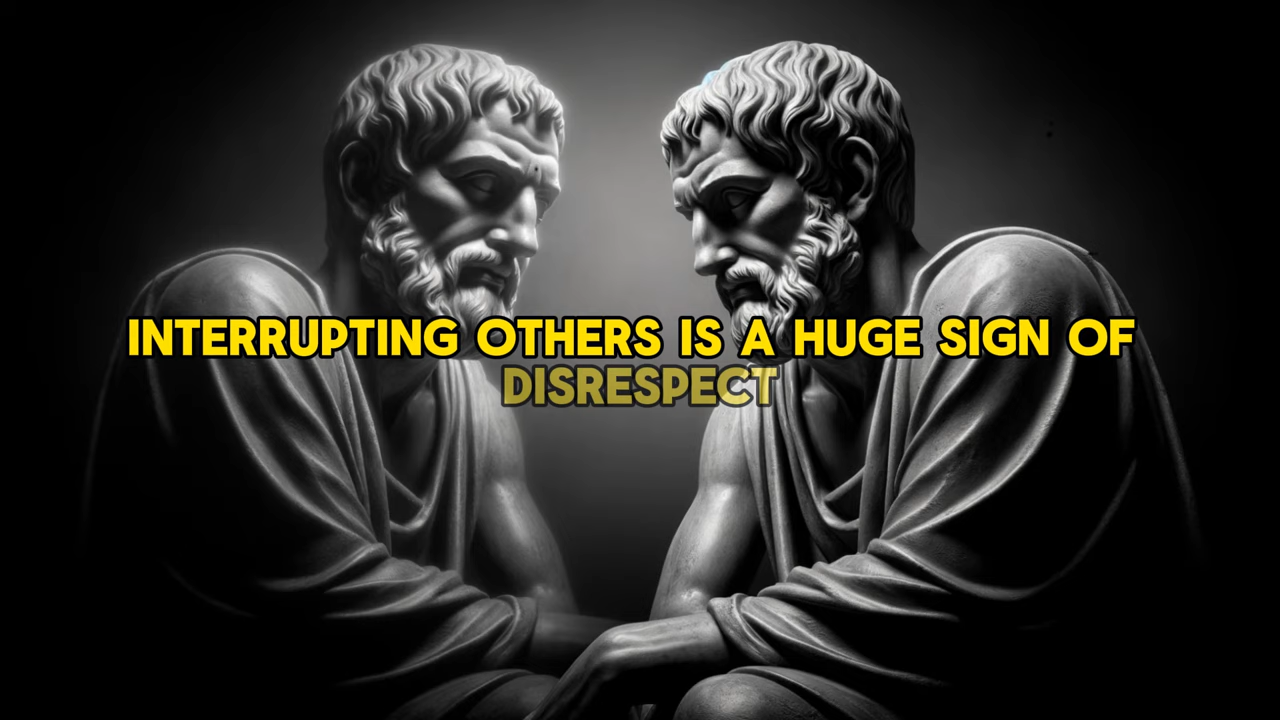 INTERRUPTING OTHERS IS A HUGE SIGN OF
DISRESPECT